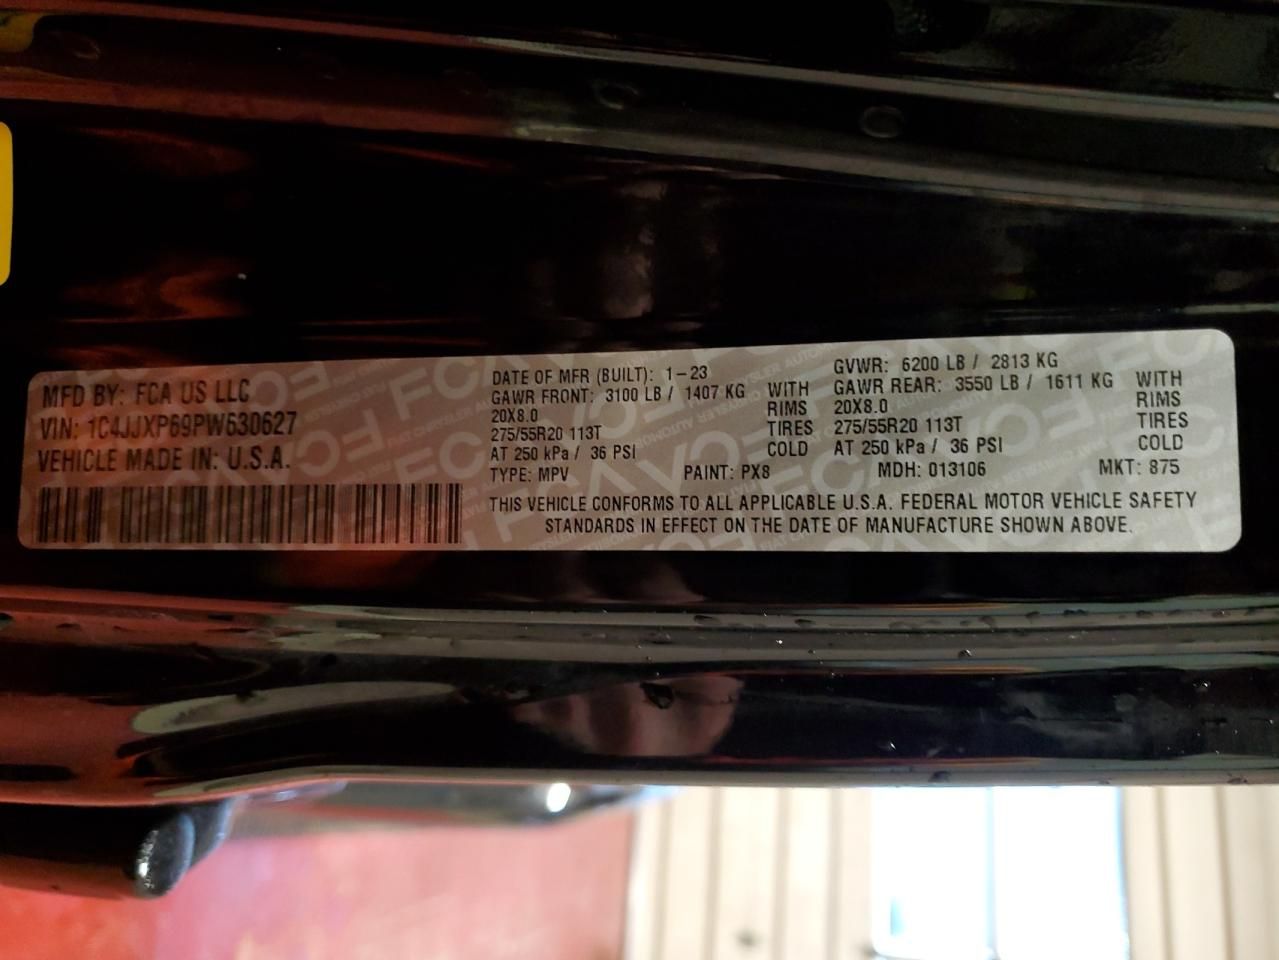 MFD BY: FCA US LLC
VIN: 1C4JJXP69PW630627
VEHICLE MADE IN: U.S.A.
DATE OF MFR (BUILT): 1-23
GAWR FRONT: 3100 LB / 1407 KG WITH
20X8.0 RIMS
275/55R20 113T TIRES
AT 250 kPa / 36 PSI COLD
GVWR: 6200 LB / 2813 KG
GAWR REAR: 3550 LB / 1611 KG WITH
20X8.0 RIMS
275/55R20 113T TIRES
AT 250 kPa / 36 PSI COLD
TYPE: MPV PAINT: PX8 MDH: 013106 MKT: 875
THIS VEHICLE CONFORMS TO ALL APPLICABLE U.S.A. FEDERAL MOTOR VEHICLE SAFETY
STANDARDS IN EFFECT ON THE DATE OF MANUFACTURE SHOWN ABOVE.